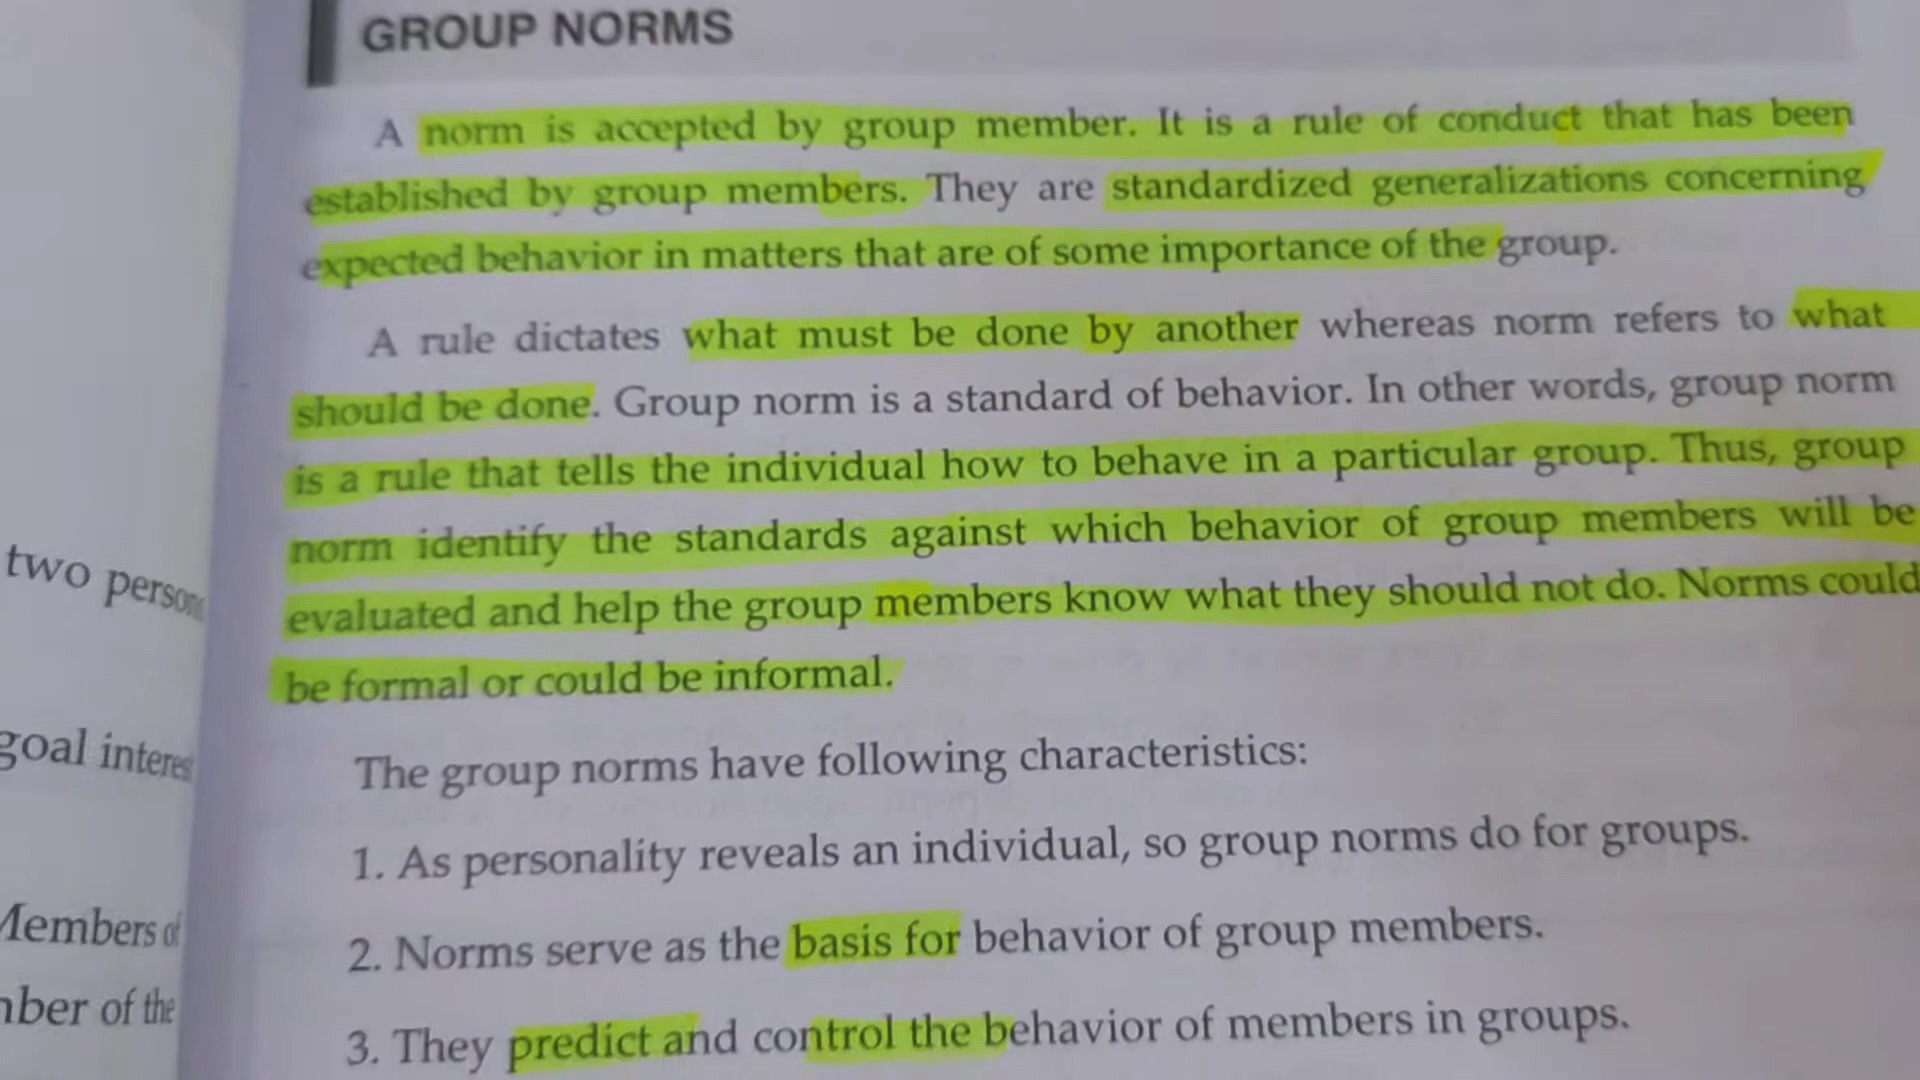 GROUP NORMS
A norm is accepted by group member. It is a rule of conduct that has been
established by group members. They are standardized generalizations concerning
expected behavior in matters that are of some importance of the group.
A rule dictates what must be done by another whereas norm refers to what
should be done. Group norm is a standard of behavior. In other words, group norm
is a rule that tells the individual how to behave in a particular group. Thus, group
norm identify the standards against which behavior of group members will be
evaluated and help the group members know what they should not do. Norms could
be formal or could be informal.
The group norms have following characteristics:
1. As personality reveals an individual, so group norms do for groups.
2. Norms serve as the basis for behavior of group members.
3. They predict and control the behavior of members in groups.
two
goal
of
of the